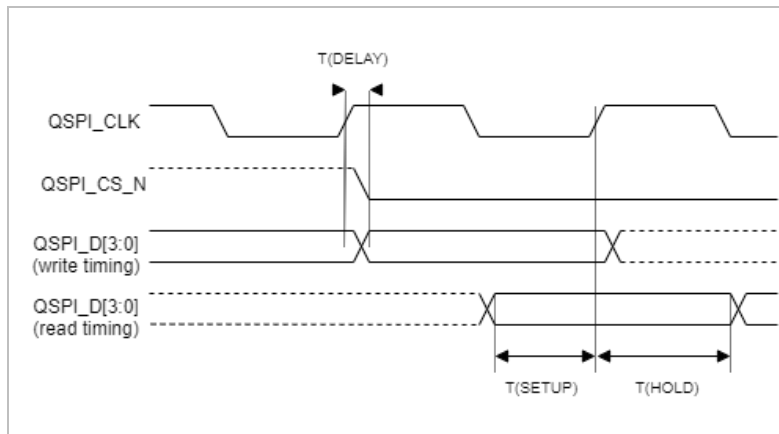 T(DELAY)
QSPI_CLK
QSPI_CS_N
QSPI_D[3:0]
(write timing)
QSPI_D[3:0]
(read timing)
T(SETUP)
T(HOLD)